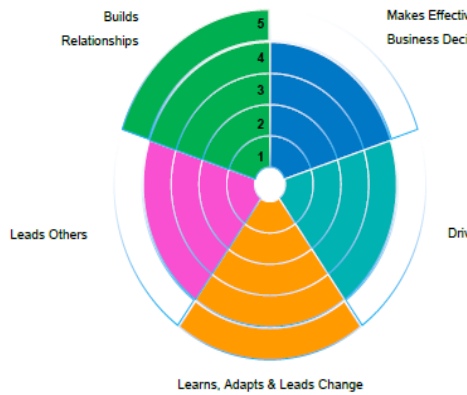 Builds
Relationships
Makes Effectiv
Business Deci
5
4
3
2
1
Leads Others
Driv
Learns, Adapts & Leads Change